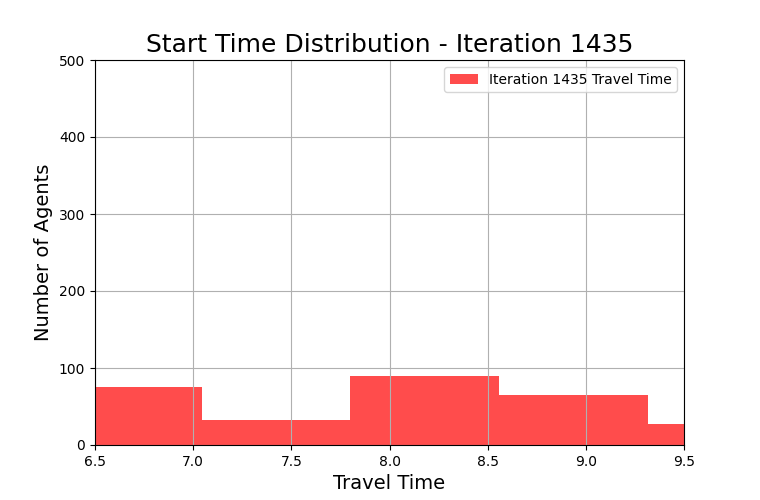 Start Time Distribution - Iteration 1435
Iteration 1435 Travel Time
Number of Agents
500
400
300
200
100
0
6.5 7.0 7.5 8.0 8.5 9.0 9.5
Travel Time